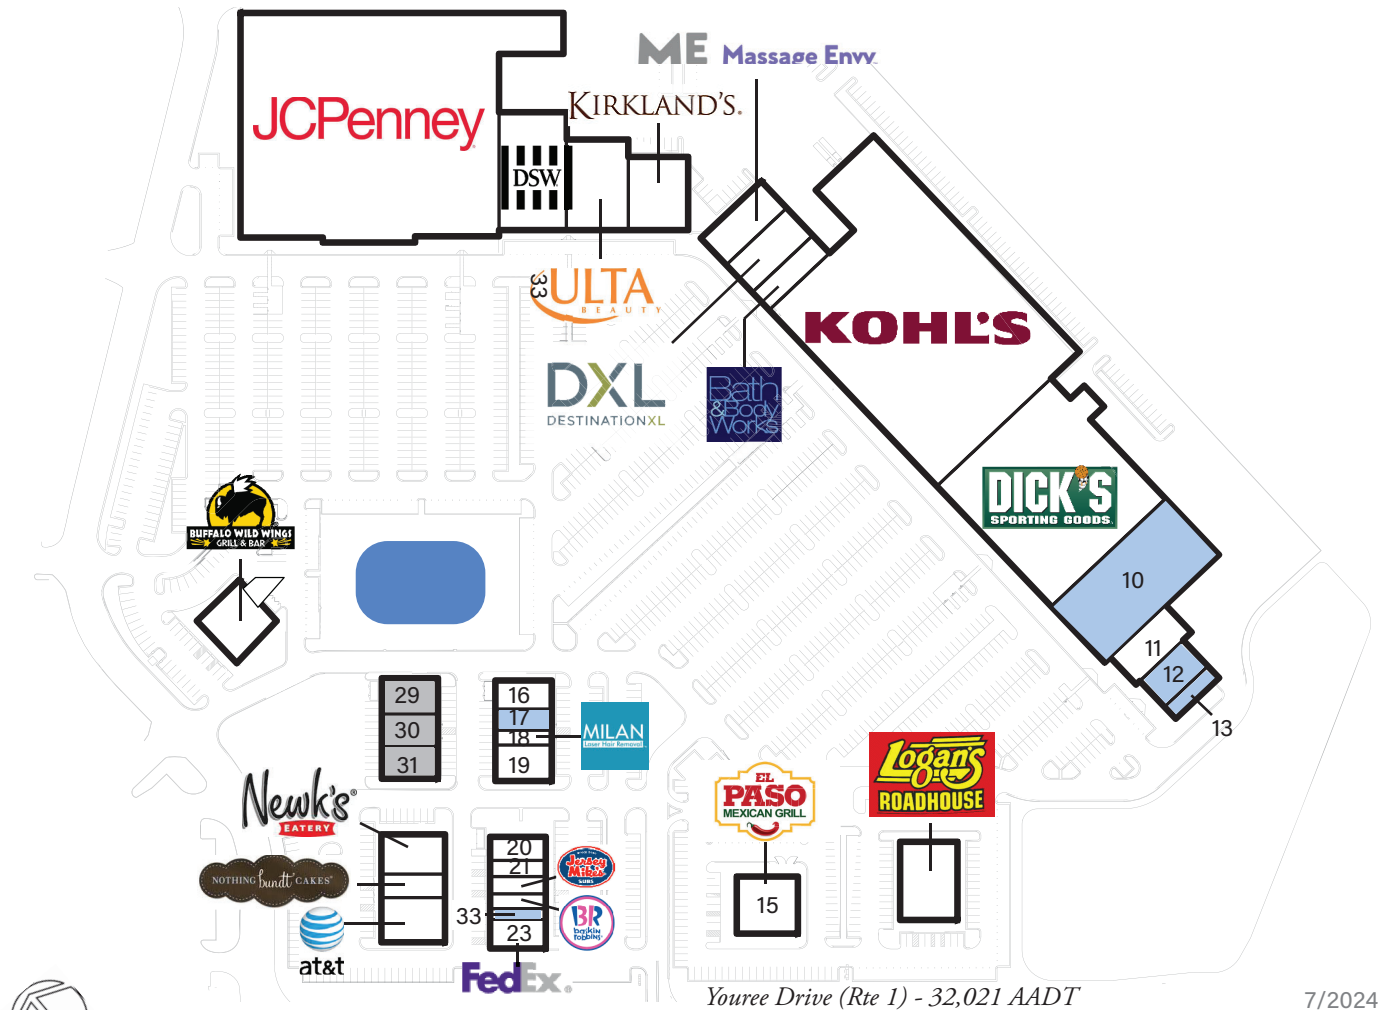 ME Massage Envy
KIRKLAND'S.
JCPenney
DSW
33
ULTA
BEAUTY
KOHL'S
DXL
DESTINATIONXL
Bath
&Body
Works
DICK'S
SPORTING GOODS
BUFFALO WILD WINGS
GRILL & BAR
10
11
12
13
29
30
31
16
17
18
19
MILAN
Laser Hair Removal
Logan's
ROADHOUSE
EL
PASO
MEXICAN GRILL
Newk's
EATERY
NOTHING bundt CAKES
at&t
20
21
33
23
Jersey
Mike's
SUBS
BR
baskin
robbins
15
FedEx.
Youree Drive (Rte 1) - 32,021 AADT
7/2024